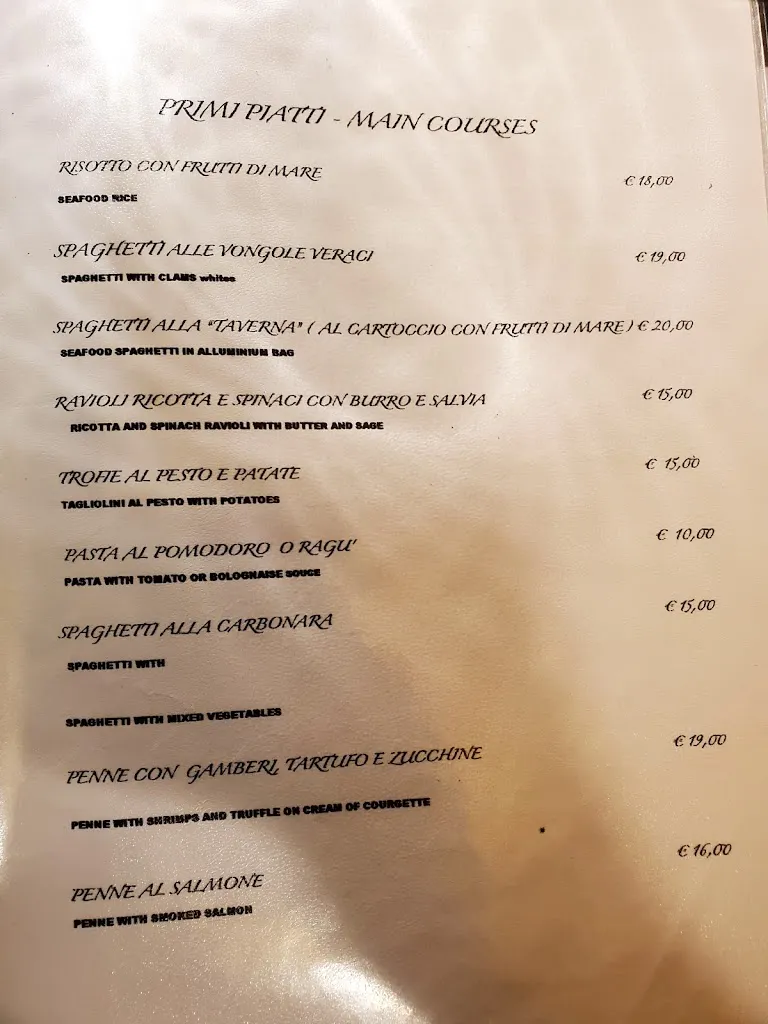 PRIMI PIATTI - MAIN COURSES
RISOTTO CON FRUTTI DI MARE € 18,00
SEAFOOD RICE
SPAGHETTI ALLE VONGOLE VERACI € 19,00
SPAGHETTI WITH CLAMS whites
SPAGHETTI ALLA "TAVERNA" ( AL CARTOCCIO CON FRUTTI DI MARE ) € 20,00
SEAFOOD SPAGHETTI IN ALLUMINIUM BAG
RAVIOLI RICOTTA E SPINACI CON BURRO E SALVIA € 15,00
RICOTTA AND SPINACH RAVIOLI WITH BUTTER AND SAGE
TROFIE AL PESTO E PATATE € 15,00
TAGLIOLINI AL PESTO WITH POTATOES
PASTA AL POMODORO O RAGU' € 10,00
PASTA WITH TOMATO OR BOLOGNAISE SOUCE
SPAGHETTI ALLA CARBONARA € 15,00
SPAGHETTI WITH
SPAGHETTI WITH MIXED VEGETABLES
PENNE CON GAMBERI, TARTUFO E ZUCCHINE € 19,00
PENNE WITH SHRIMPS AND TRUFFLE ON CREAM OF COURGETTE
PENNE AL SALMONE € 16,00
PENNE WITH SMOKED SALMON